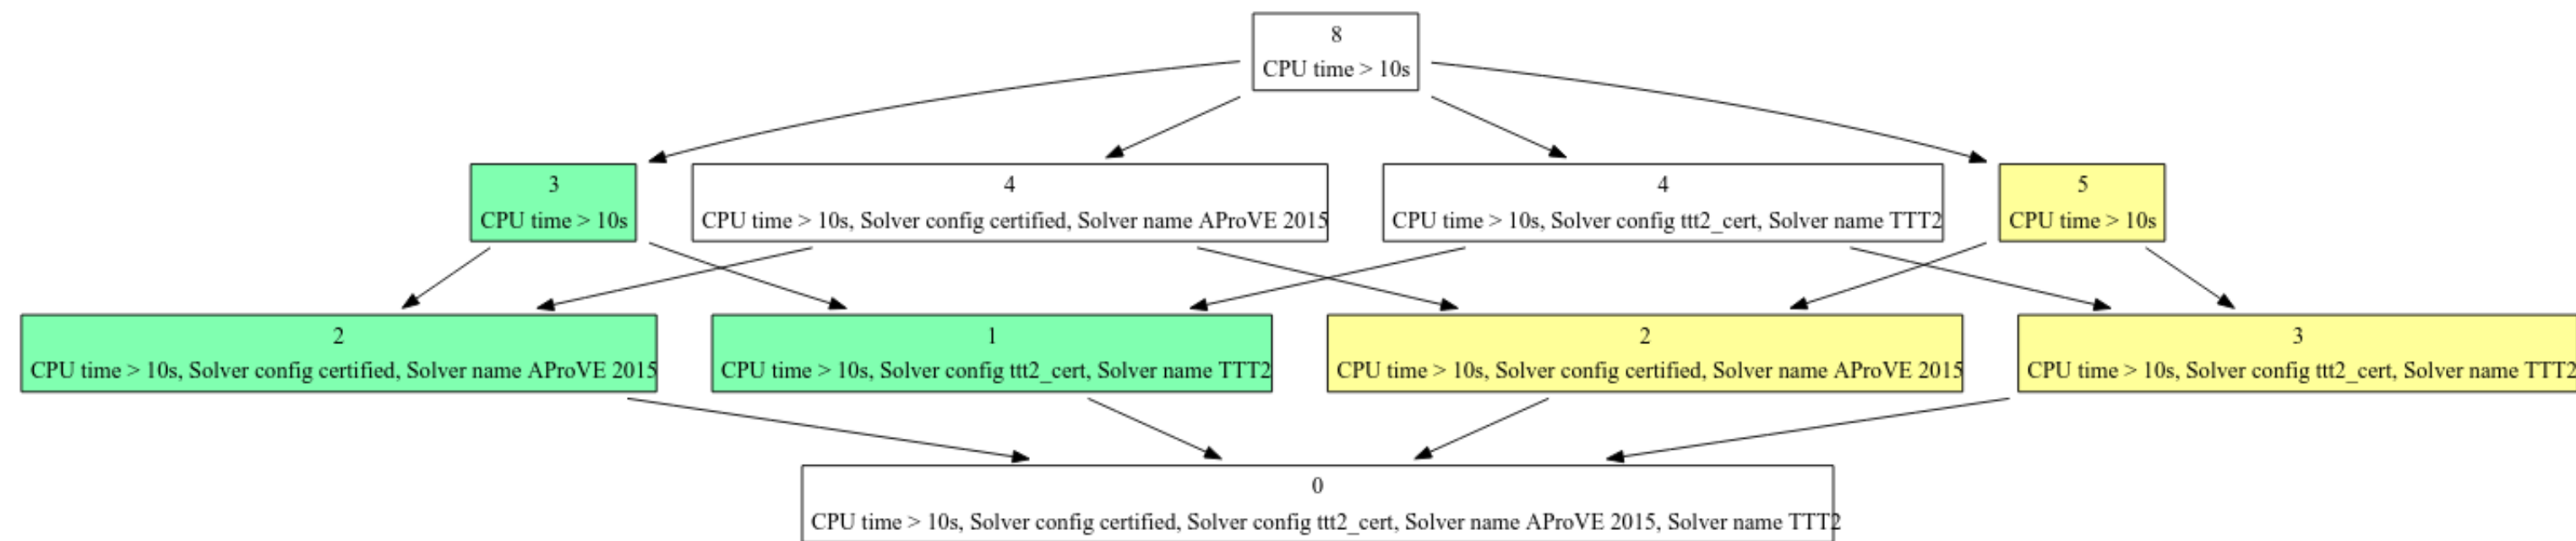 8
CPU time > 10s
3
CPU time > 10s
4
CPU time > 10s, Solver config certified, Solver name AProVE 2015
4
CPU time > 10s, Solver config ttt2_cert, Solver name TTT2
5
CPU time > 10s
2
CPU time > 10s, Solver config certified, Solver name AProVE 2015
1
CPU time > 10s, Solver config ttt2_cert, Solver name TTT2
2
CPU time > 10s, Solver config certified, Solver name AProVE 2015
3
CPU time > 10s, Solver config ttt2_cert, Solver name TTT2
0
CPU time > 10s, Solver config certified, Solver config ttt2_cert, Solver name AProVE 2015, Solver name TTT2